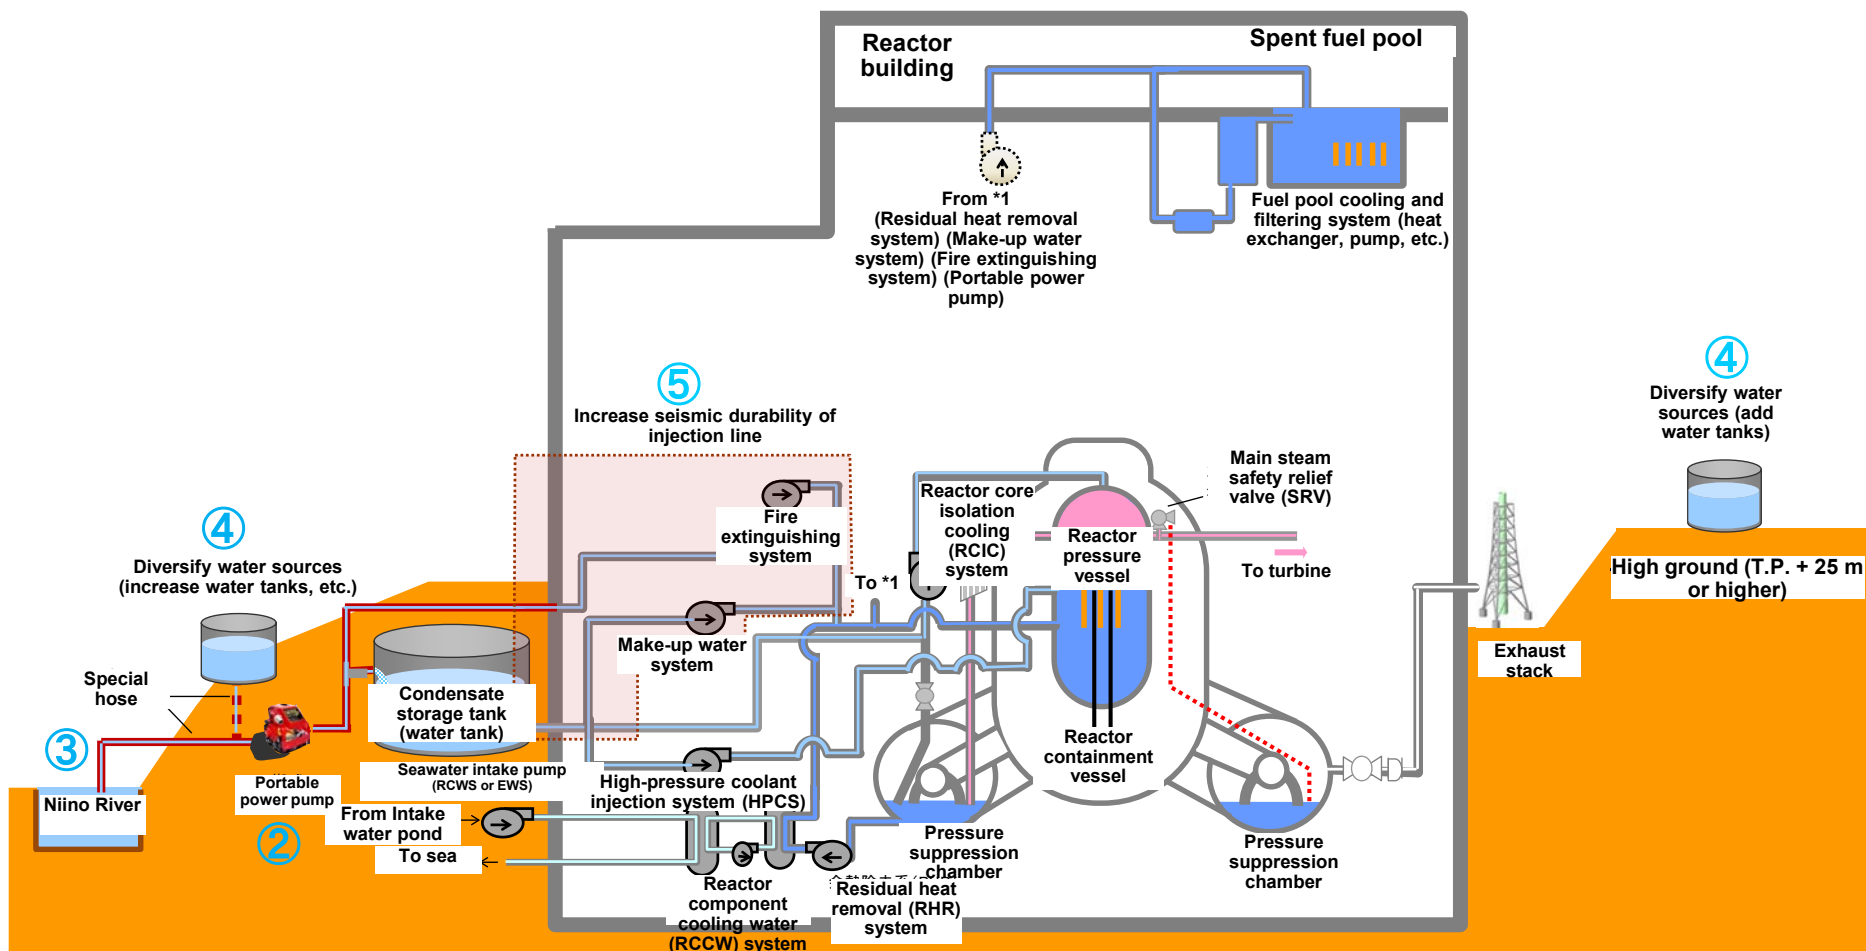 Reactor
building
Spent fuel pool
From *1
(Residual heat removal
system) (Make-up water
system) (Fire extinguishing
system) (Portable power
pump)
Fuel pool cooling and
filtering system (heat
exchanger, pump, etc.)
⑤
Increase seismic durability of
injection line
④
Diversify water
sources (add
water tanks)
④
Diversify water sources
(increase water tanks, etc.)
Fire
extinguishing
system
Reactor core
isolation
cooling
(RCIC)
system
Main steam
safety relief
valve (SRV)
Reactor
pressure
vessel
To turbine
To *1
High ground (T.P. + 25 m
or higher)
Make-up water
system
Exhaust
stack
Special
hose
Condensate
storage tank
(water tank)
Reactor
containment
vessel
③
Niino River
Portable
power pump
②
Seawater intake pump
(RCWS or EWS)
High-pressure coolant
injection system (HPCS)
From Intake
water pond
To sea
Pressure
suppression
chamber
Pressure
suppression
chamber
Reactor
component
cooling water
(RCCW) system
Residual heat
removal (RHR)
system